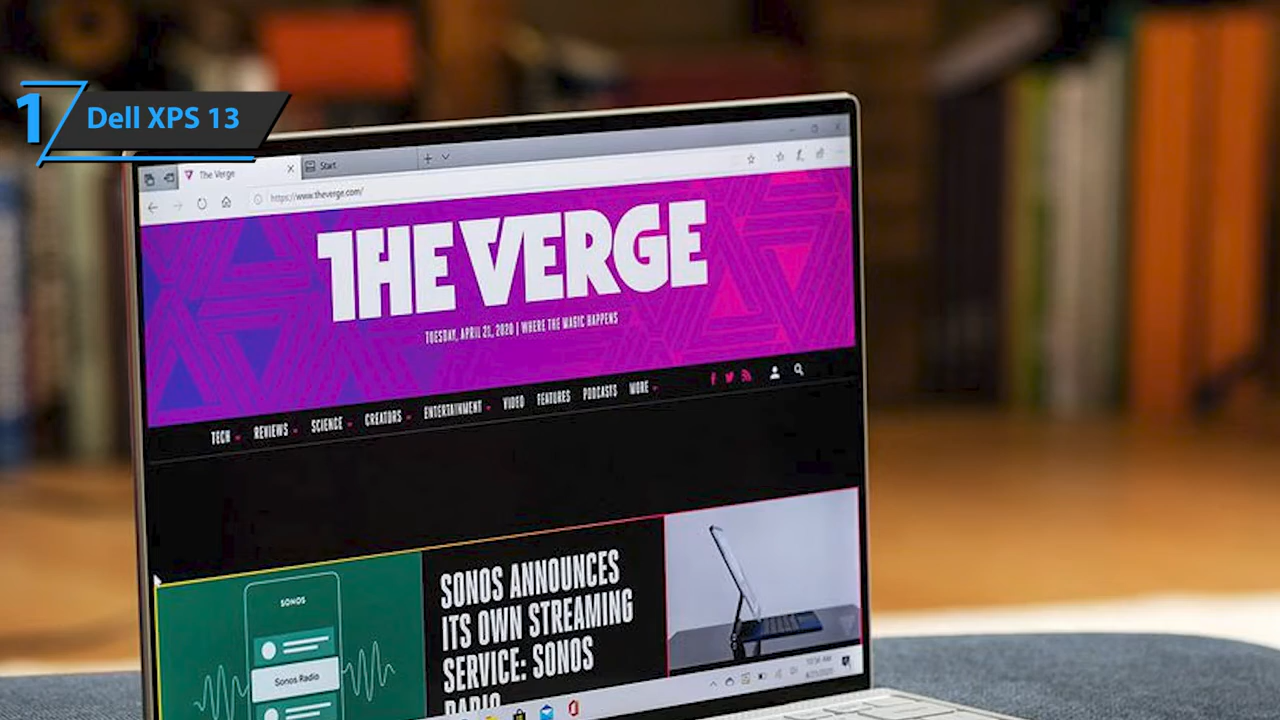 1 Dell XPS 13
The Verge
Start
https://www.theverge.com/
THE VERGE
TUESDAY, APRIL 21, 2020 | WHERE THE MAGIC HAPPENS
TECH REVIEWS SCIENCE CREATORS ENTERTAINMENT VIDEO FEATURES PODCASTS MORE
SONOS
Sonos Radio
SONOS ANNOUNCES
ITS OWN STREAMING
SERVICE: SONOS
RADIO